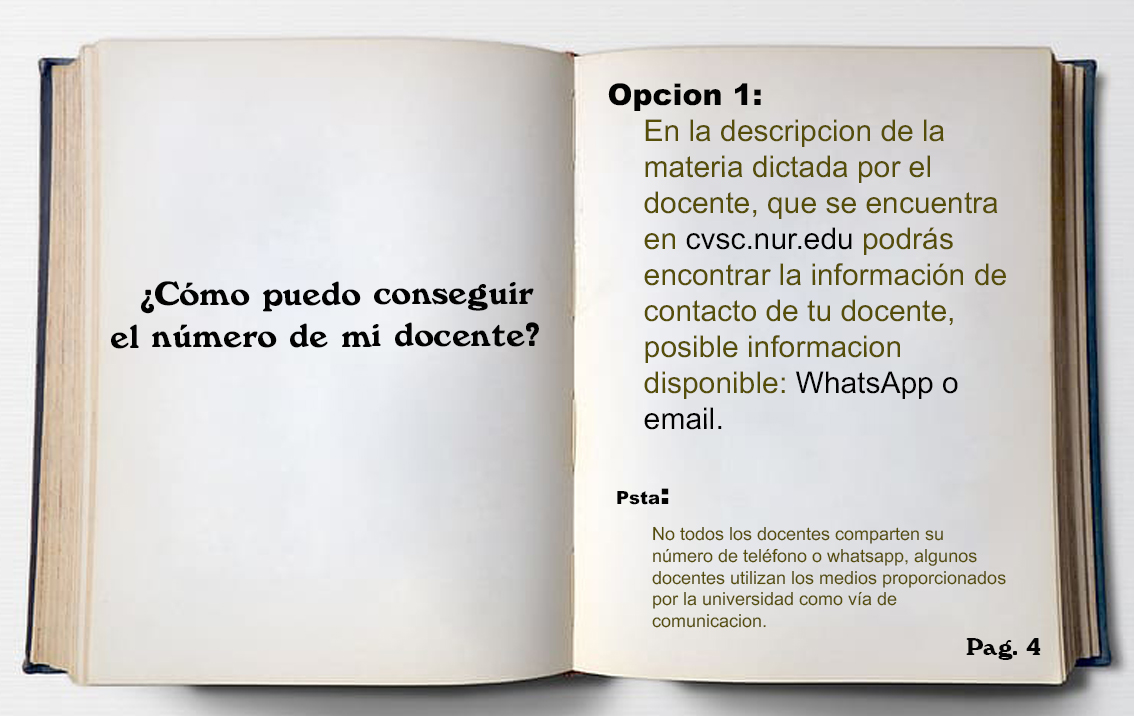 ¿Cómo puedo conseguir
el número de mi docente?
Opcion 1:
En la descripcion de la
materia dictada por el
docente, que se encuentra
en cvsc.nur.edu podrás
encontrar la información de
contacto de tu docente,
posible informacion
disponible: WhatsApp o
email.
Psta:
No todos los docentes comparten su
número de teléfono o whatsapp, algunos
docentes utilizan los medios proporcionados
por la universidad como vía de
comunicacion.
Pag. 4